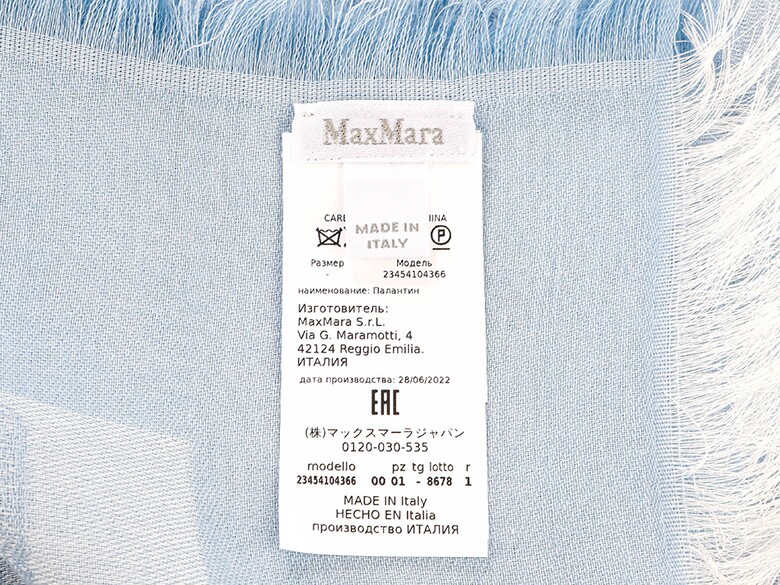 MaxMara
MADE IN
ITALY
CARE
Размер Модель
- 23454104366
наименование: Палантин
Изготовитель:
MaxMara S.r.L.
Via G. Maramotti, 4
42124 Reggio Emilia.
ИТАЛИЯ
дата производства: 28/06/2022
EAC
(株)マックスマーラジャパン
0120-030-535
modello pz tg lotto r
23454104366 00 01 - 8678 1
MADE IN Italy
HECHO EN Italia
производство ИТАЛИЯ